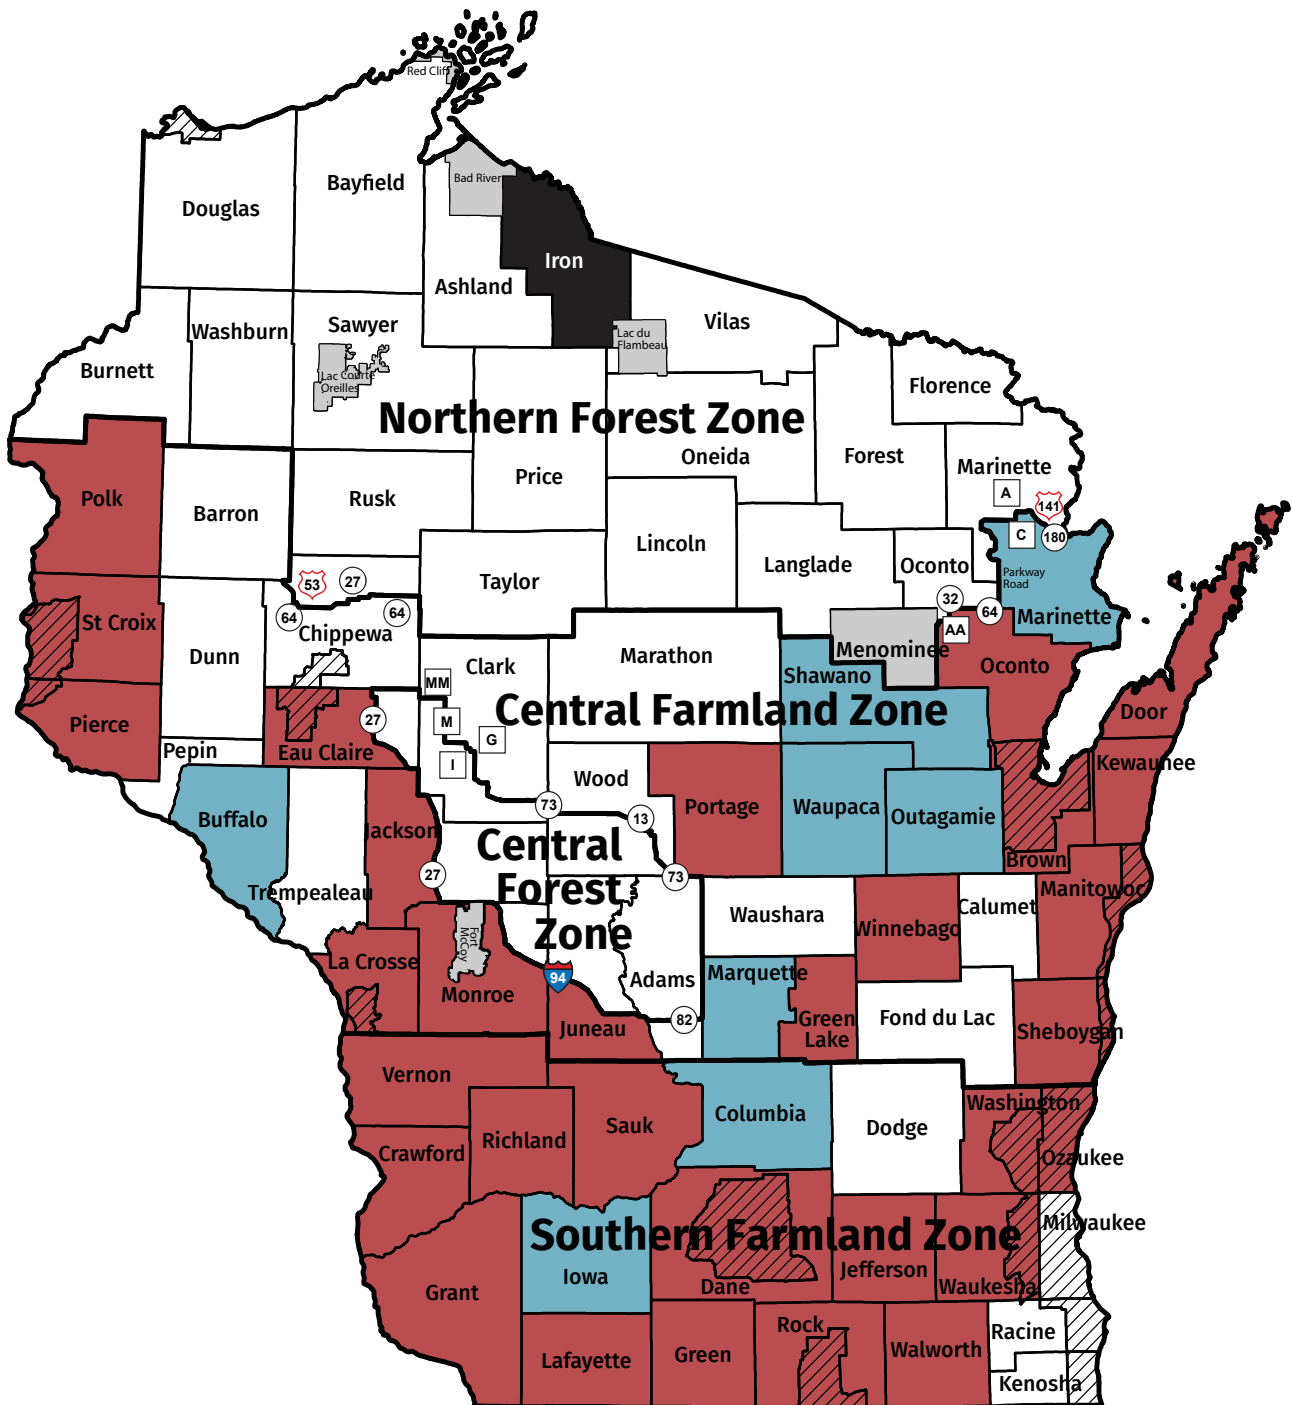 Red Cliff
Bad River
Bayfield
Douglas
Iron
Ashland
Vilas
Washburn
Sawyer
Lac du
Flambeau
Burnett
Lac Courte
Oreilles
Florence
Northern Forest Zone
Oneida
Forest
Marinette
Price
Polk
Rusk
A
141
Barron
C
180
Lincoln
Langlade
Oconto
Parkway
Road
Taylor
53
27
32
64
Marinette
64
64
St Croix
Chippewa
AA
Menominee
Dunn
Marathon
Clark
Shawano
Oconto
MM
Central Farmland Zone
Door
Pierce
27
M
G
Pepin
Eau Claire
I
Wood
Kewaunee
73
Portage
Waupaca
Outagamie
Buffalo
13
Jackson
Central
Forest
Zone
Brown
27
73
Trempealeau
Manitowoc
Calumet
Waushara
Winnebago
Fort
McCoy
La Crosse
94
Adams
Marquette
Monroe
82
Green
Lake
Fond du Lac
Juneau
Sheboygan
Vernon
Washington
Columbia
Sauk
Dodge
Richland
Crawford
Ozaukee
Milwaukee
Southern Farmland Zone
Iowa
Jefferson
Dane
Waukesha
Grant
Rock
Racine
Walworth
Green
Lafayette
Kenosha